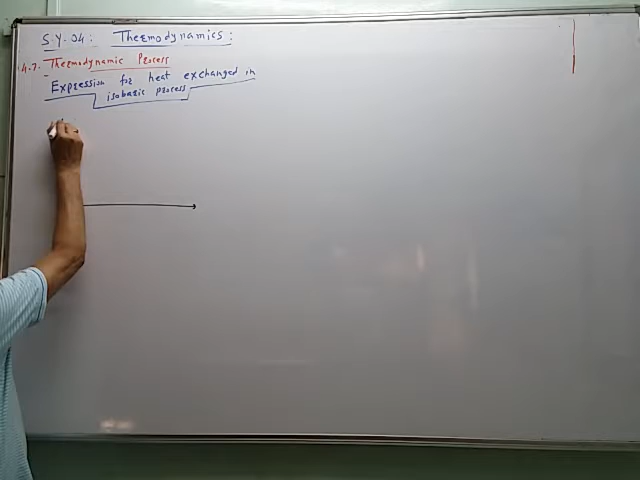 S.Y. 04: Thermodynamics:
4.7. Thermodynamic Process
- Expression for heat exchanged in
isobaric process